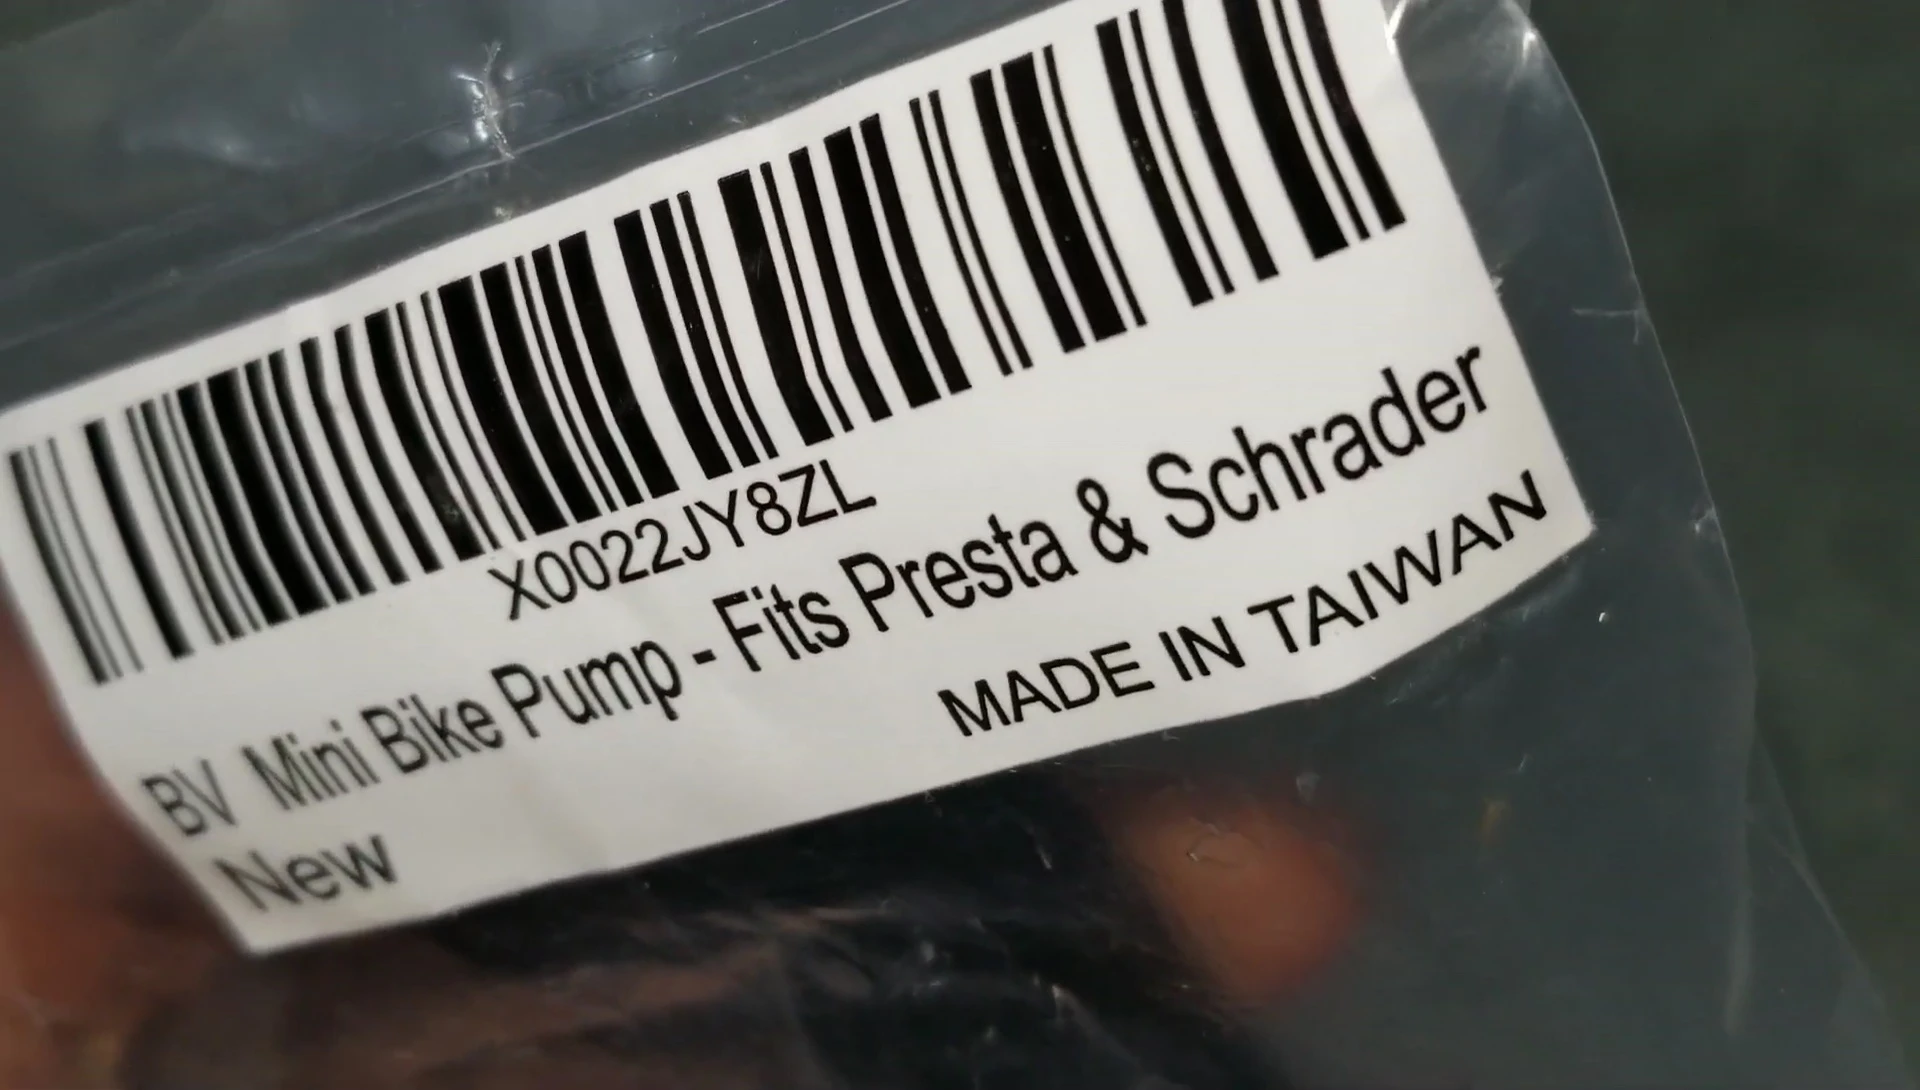 X0022JY8ZL
BV Mini Bike Pump - Fits Presta & Schrader
New
MADE IN TAIWAN